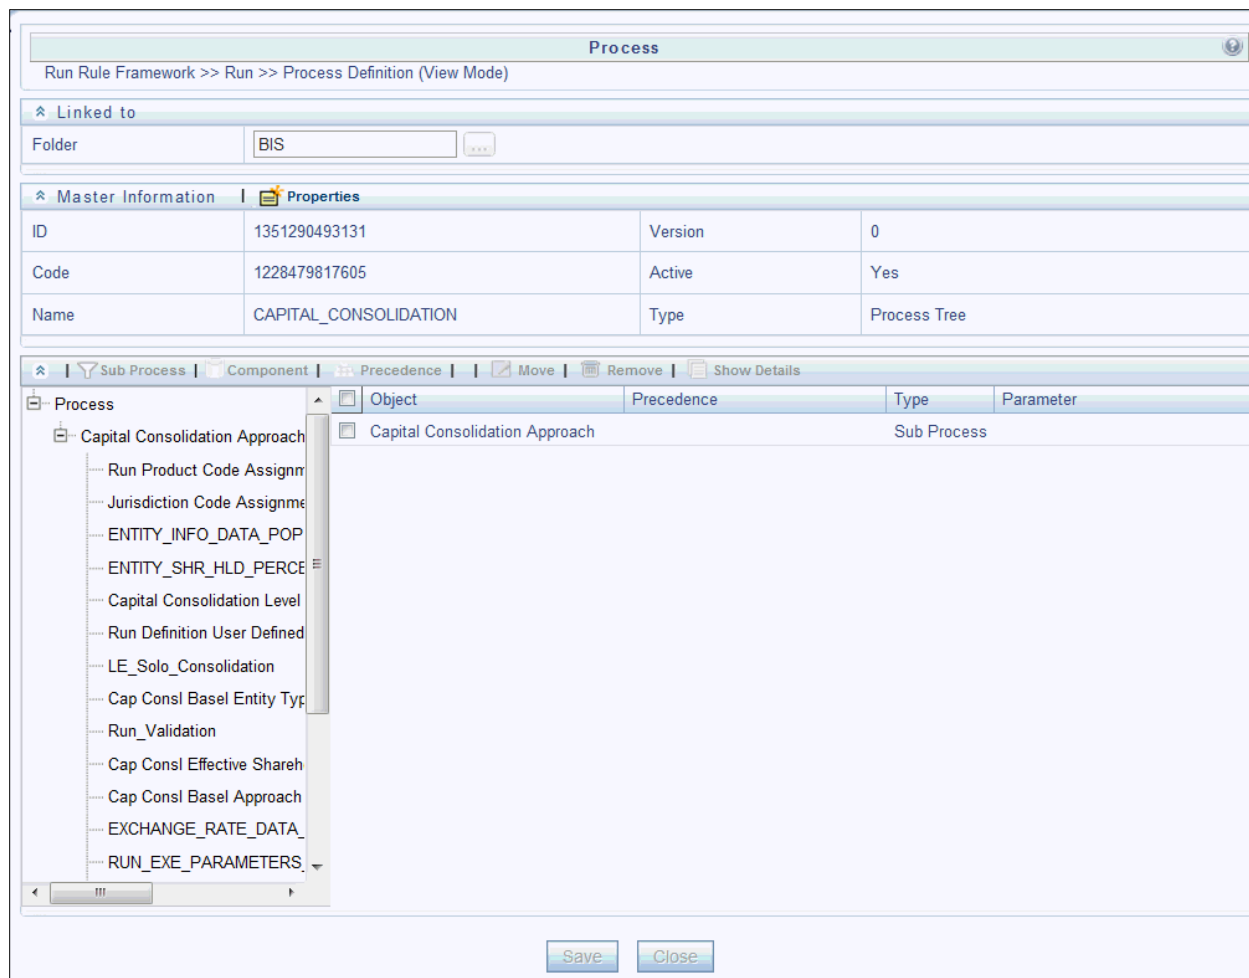 Process
Run Rule Framework >> Run >> Process Definition (View Mode)
Linked to
Folder BIS ...
Master Information | Properties
ID 1351290493131 Version 0
Code 1228479817605 Active Yes
Name CAPITAL_CONSOLIDATION Type Process Tree
| Sub Process | Component | Precedence | | Move | Remove | Show Details
Process
Capital Consolidation Approach
Run Product Code Assignm
Jurisdiction Code Assignme
ENTITY_INFO_DATA_POP
ENTITY_SHR_HLD_PERCE
Capital Consolidation Level
Run Definition User Defined
LE_Solo_Consolidation
Cap Consl Basel Entity Typ
Run_Validation
Cap Consl Effective Shareh
Cap Consl Basel Approach
EXCHANGE_RATE_DATA_
RUN_EXE_PARAMETERS_
Object Precedence Type Parameter
Capital Consolidation Approach Sub Process
Save Close